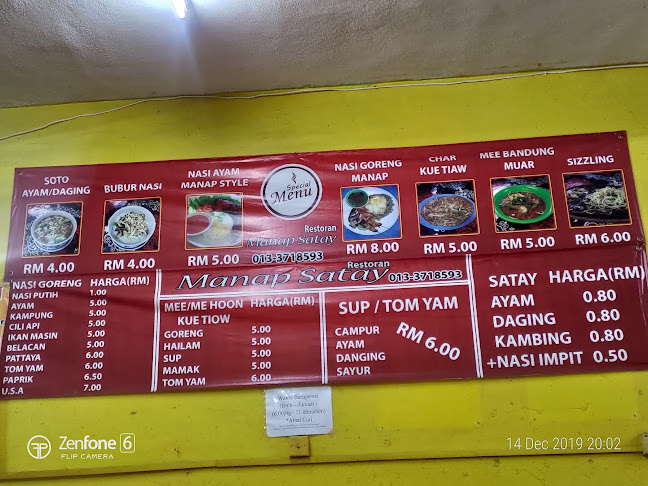 SOTO
AYAM/DAGING
RM 4.00
BUBUR NASI
RM 4.00
NASI AYAM
MANAP STYLE
RM 5.00
Special
Menu
Restoran
Manap Satay
013-3718593
NASI GORENG
MANAP
RM 8.00
CHAR
KUE TIAW
RM 5.00
MEE BANDUNG
MUAR
RM 5.00
SIZZLING
RM 6.00
Restoran
Manap Satay 013-3718593
NASI GORENG HARGA(RM)
NASI PUTIH 1.00
AYAM 5.00
KAMPUNG 5.00
CILI API 5.00
IKAN MASIN 5.00
BELACAN 5.00
PATTAYA 6.00
TOM YAM 6.00
PAPRIK 6.50
U.S.A 7.00
MEE/ME HOON HARGA(RM)
KUE TIOW
GORENG 5.00
HAILAM 5.00
SUP 5.00
MAMAK 5.00
TOM YAM 6.00
SUP / TOM YAM
CAMPUR
AYAM
DANGING
SAYUR
RM 6.00
SATAY HARGA(RM)
AYAM 0.80
DAGING 0.80
KAMBING 0.80
+NASI IMPIT 0.50
Waktu Beroperasi
(Isnin - Jumaat)
*Ahad Cuti
Zenfone 6
FLIP CAMERA
14 Dec 2019 20:02